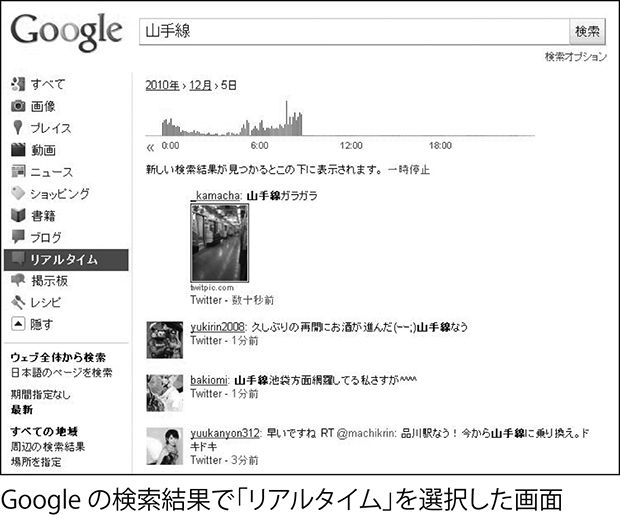 Google
山手線
検索
検索オプション
すべて
画像
プレイス
動画
ニュース
ショッピング
書籍
ブログ
リアルタイム
掲示板
レシピ
隠す
ウェブ全体から検索
日本語のページを検索
期間指定なし
最新
すべての地域
周辺の検索結果
場所を指定
2010年 › 12月 › 5日
« 0:00 6:00 12:00 18:00
新しい検索結果が見つかるとこの下に表示されます。 一時停止
_kamacha: 山手線ガラガラ
twitpic.com
Twitter - 数十秒前
yukirin2008: 久しぶりの再開にお酒が進んだ(ーー;)山手線なう
Twitter - 1分前
bakiomi: 山手線池袋方面網羅してる私さすが^^^^
Twitter - 1分前
yuukanyon312: 早いですね RT @machikrin: 品川駅なう！今から山手線に乗り換え。ド
キドキ
Twitter - 3分前
Google の検索結果で「リアルタイム」を選択した画面